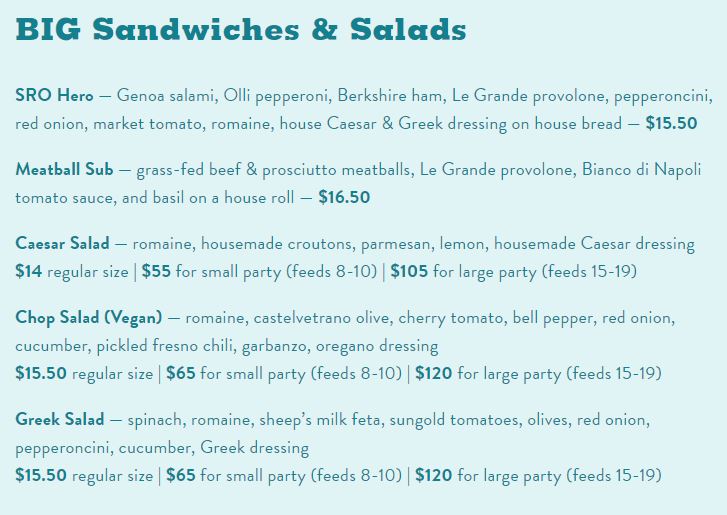 BIG Sandwiches & Salads
SRO Hero — Genoa salami, Olli pepperoni, Berkshire ham, Le Grande provolone, pepperoncini,
red onion, market tomato, romaine, house Caesar & Greek dressing on house bread — $15.50
Meatball Sub — grass-fed beef & prosciutto meatballs, Le Grande provolone, Bianco di Napoli
tomato sauce, and basil on a house roll — $16.50
Caesar Salad — romaine, housemade croutons, parmesan, lemon, housemade Caesar dressing
$14 regular size | $55 for small party (feeds 8-10) | $105 for large party (feeds 15-19)
Chop Salad (Vegan) — romaine, castelvetrano olive, cherry tomato, bell pepper, red onion,
cucumber, pickled fresno chili, garbanzo, oregano dressing
$15.50 regular size | $65 for small party (feeds 8-10) | $120 for large party (feeds 15-19)
Greek Salad — spinach, romaine, sheep's milk feta, sungold tomatoes, olives, red onion,
pepperoncini, cucumber, Greek dressing
$15.50 regular size | $65 for small party (feeds 8-10) | $120 for large party (feeds 15-19)